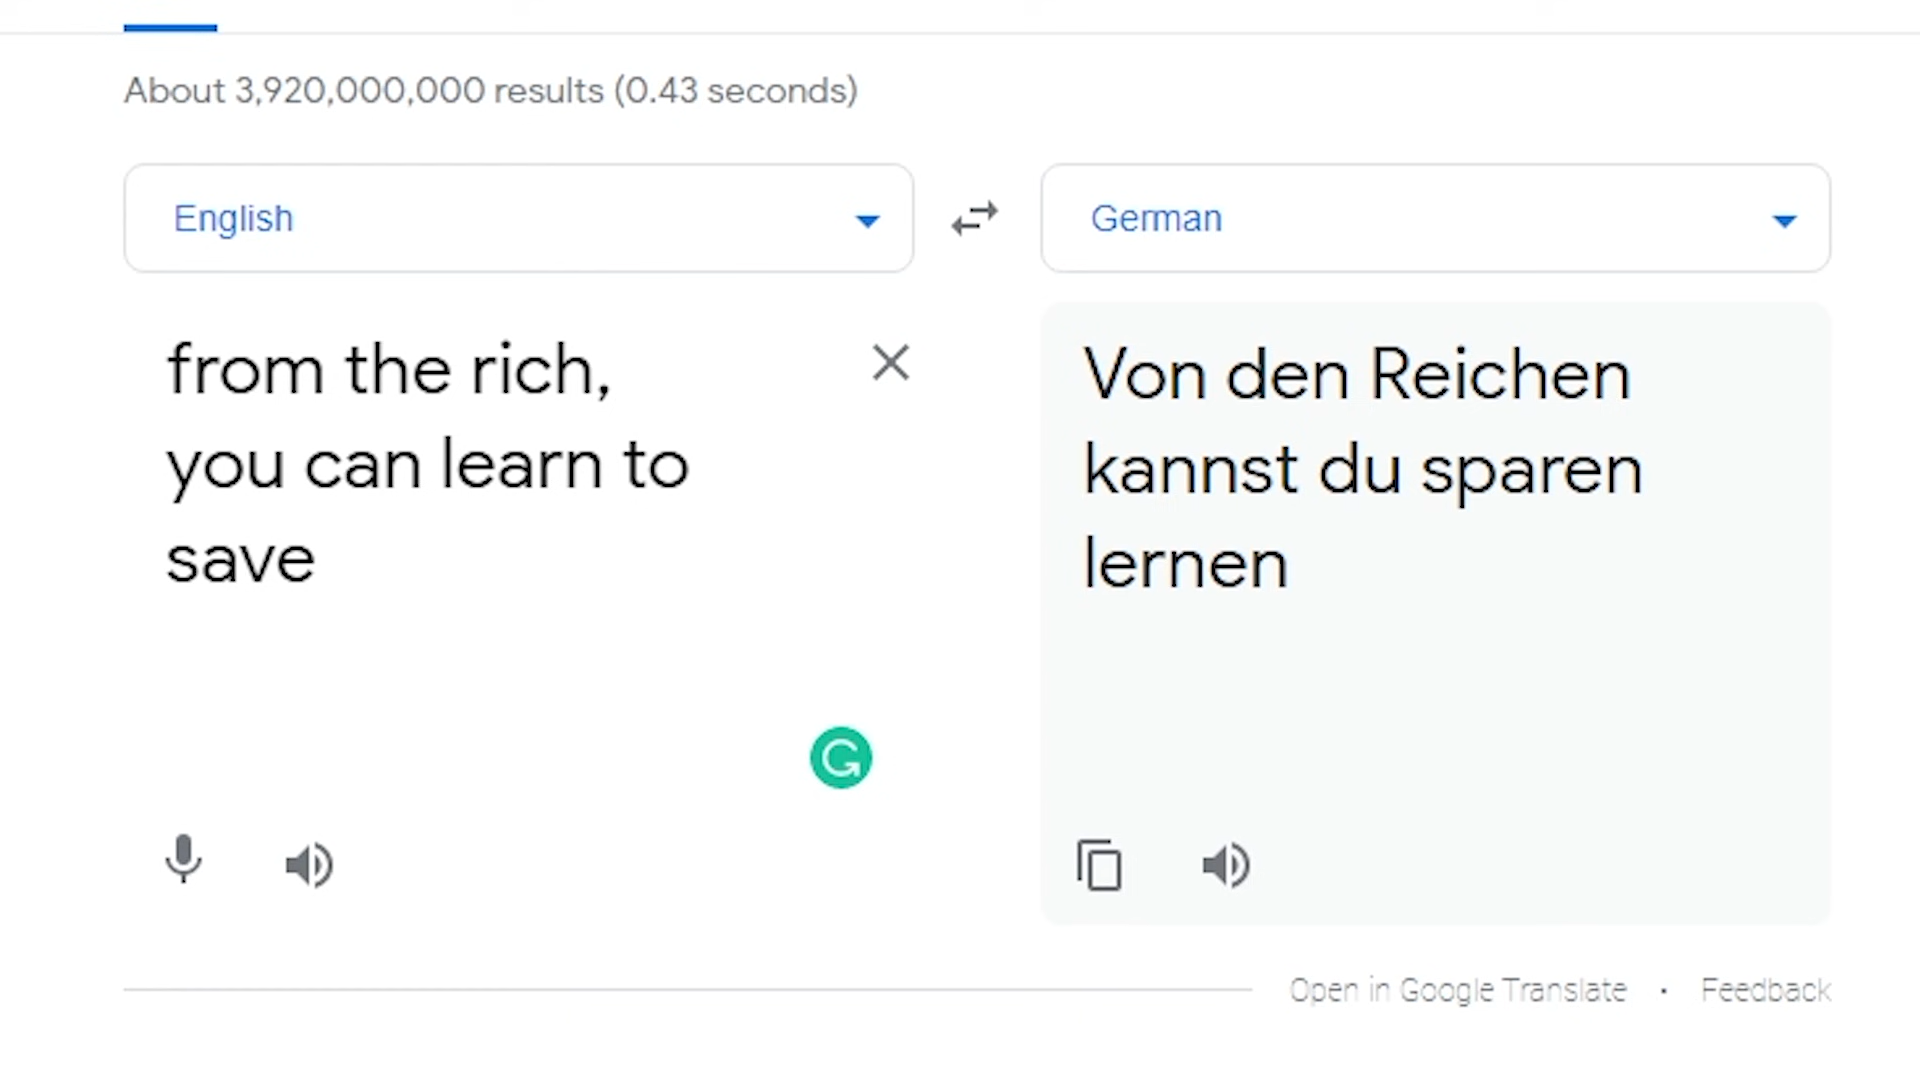 About 3,920,000,000 results (0.43 seconds)
English
German
from the rich,
you can learn to
save
Von den Reichen
kannst du sparen
lernen
Open in Google Translate · Feedback